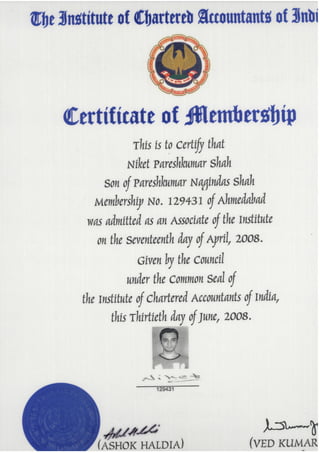 The Institute of Chartered Accountants of Indi
Certificate of Membership
This is to Certify that
Niket Pareshkumar Shah
Son of Pareshkumar Nagindas Shah
Membership No. 129431 of Ahmedabad
was admitted as an Associate of the Institute
on the Seventeenth day of April, 2008.
Given by the Council
under the Common Seal of
the Institute of Chartered Accountants of India,
this Thirtieth day of June, 2008.
129431
(ASHOK HALDIA) (VED KUMAR